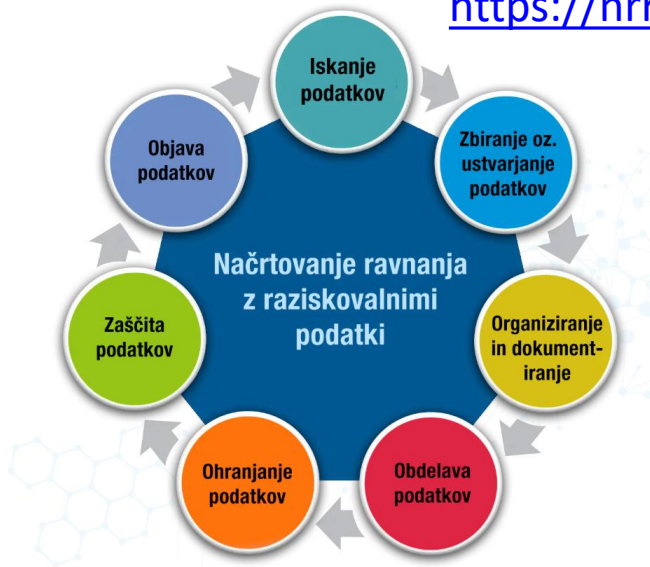 https://nrr
Iskanje
podatkov
Zbiranje oz.
ustvarjanje
podatkov
Organiziranje
in dokument-
iranje
Obdelava
podatkov
Ohranjanje
podatkov
Zaščita
podatkov
Objava
podatkov
Načrtovanje ravnanja
z raziskovalnimi
podatki